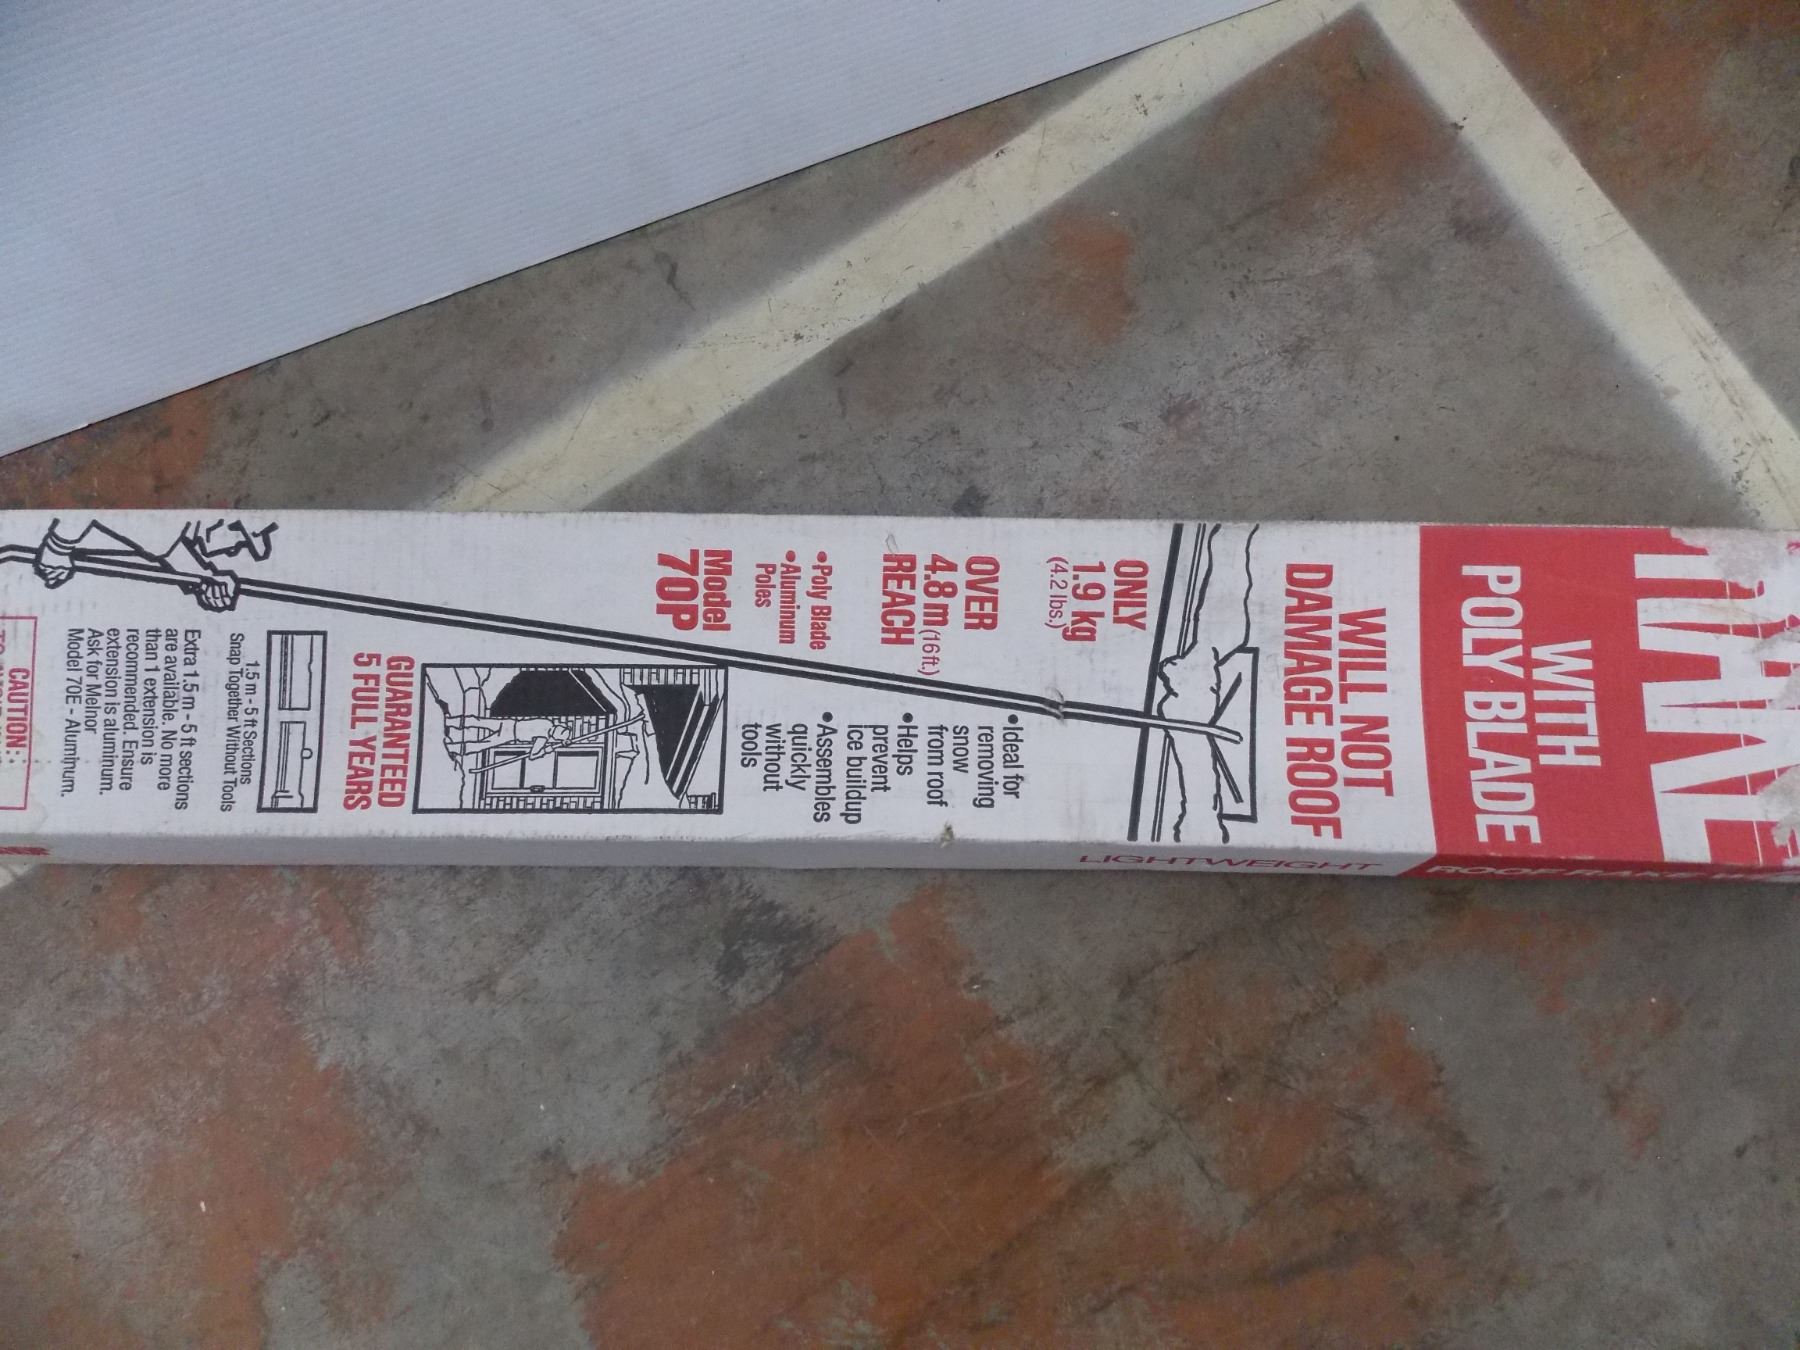 WITH
POLY BLADE
WILL NOT
DAMAGE ROOF
ONLY
1.9 kg
(4.2 lbs.)
OVER
4.8 m (16 ft.)
REACH
•Ideal for
removing
snow
from roof
•Helps
prevent
ice buildup
•Assembles
quickly
without
tools
•Poly Blade
•Aluminum
Poles
Model
70P
GUARANTEED
5 FULL YEARS
1.5 m - 5 ft Sections
Snap Together Without Tools
Extra 1.5 m - 5 ft sections
are available. No more
than 1 extension is
recommended. Ensure
extension is aluminum.
Ask for Melnor
Model 70E - Aluminum.
CAUTION:
LIGHTWEIGHT
ROOF RAKE